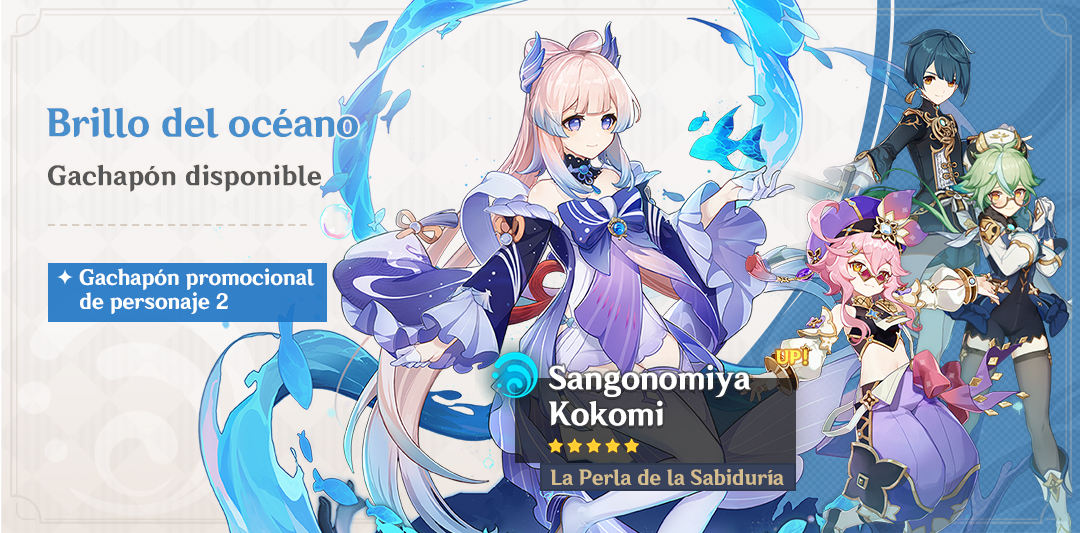 Brillo del océano
Gachapón disponible
✦ Gachapón promocional
de personaje 2
UP!
Sangonomiya
Kokomi
La Perla de la Sabiduría